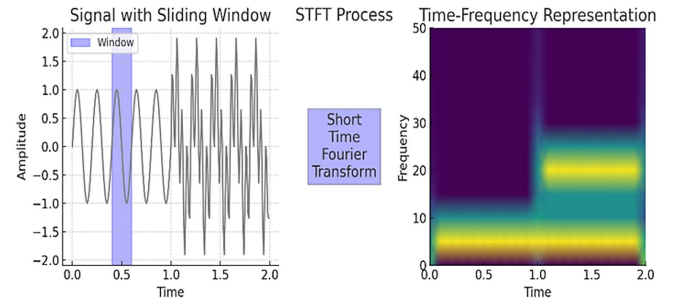 Signal with Sliding Window
STFT Process
Time-Frequency Representation
2.0
1.5
1.0
0.5
0.0
−0.5
−1.0
−1.5
−2.0
Amplitude
Window
0.0 0.5 1.0 1.5 2.0
Time
Short
Time
Fourier
Transform
50
40
30
20
10
0
Frequency
0.0 0.5 1.0 1.5 2.0
Time